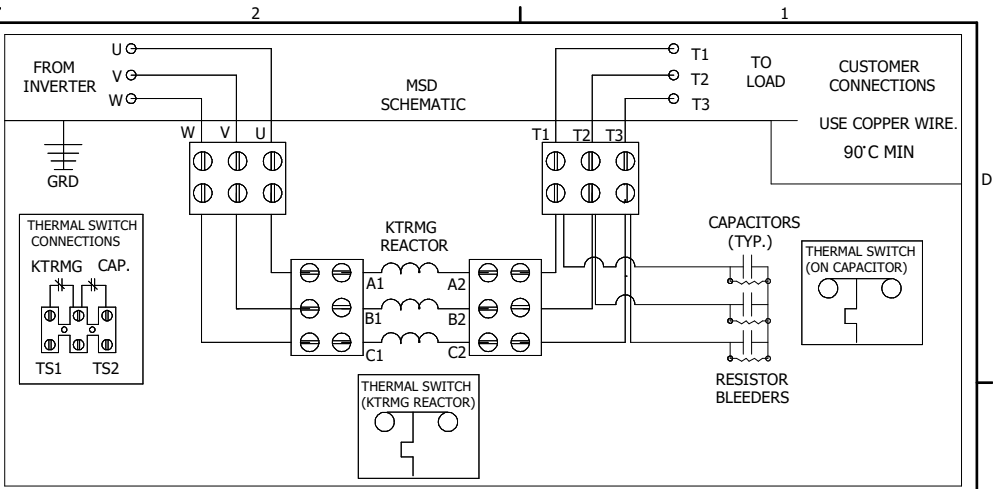 2
1
U
V
W
FROM
INVERTER
MSD
SCHEMATIC
T1
T2
T3
TO
LOAD
CUSTOMER
CONNECTIONS
USE COPPER WIRE.
90°C MIN
D
GRD
W V U
T1 T2 T3
THERMAL SWITCH
CONNECTIONS
KTRMG CAP.
TS1 TS2
KTRMG
REACTOR
A1 A2
B1 B2
C1 C2
CAPACITORS
(TYP.)
THERMAL SWITCH
(ON CAPACITOR)
RESISTOR
BLEEDERS
THERMAL SWITCH
(KTRMG REACTOR)